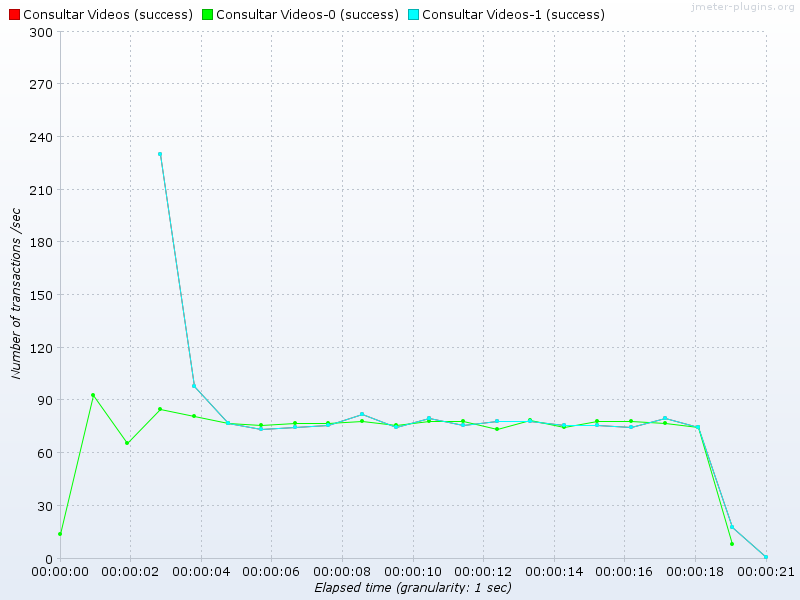 jmeter-plugins.org
Consultar Videos (success) Consultar Videos-0 (success) Consultar Videos-1 (success)
300
270
240
210
180
150
120
90
60
30
0
Number of transactions /sec
00:00:00 00:00:02 00:00:04 00:00:06 00:00:08 00:00:10 00:00:12 00:00:14 00:00:16 00:00:18 00:00:21
Elapsed time (granularity: 1 sec)